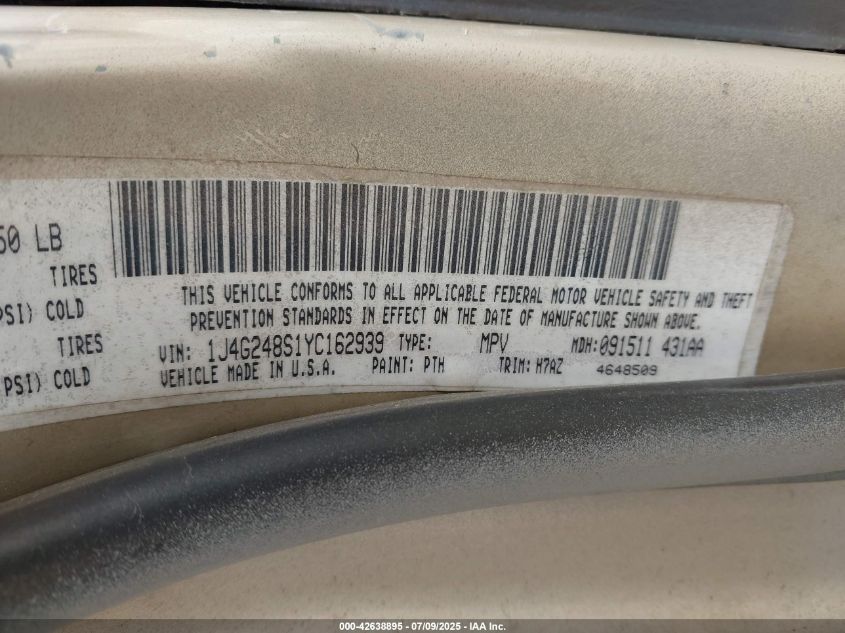 50 LB
TIRES
PSI) COLD
TIRES
PSI) COLD
THIS VEHICLE CONFORMS TO ALL APPLICABLE FEDERAL MOTOR VEHICLE SAFETY AND THEFT
PREVENTION STANDARDS IN EFFECT ON THE DATE OF MANUFACTURE SHOWN ABOVE.
VIN: 1J4G248S1YC162939 TYPE: MPV MDH:091511 431AA
VEHICLE MADE IN U.S.A. PAINT: PTH TRIM: H7AZ 4648509
000-42638895 - 07/09/2025 - IAA Inc.